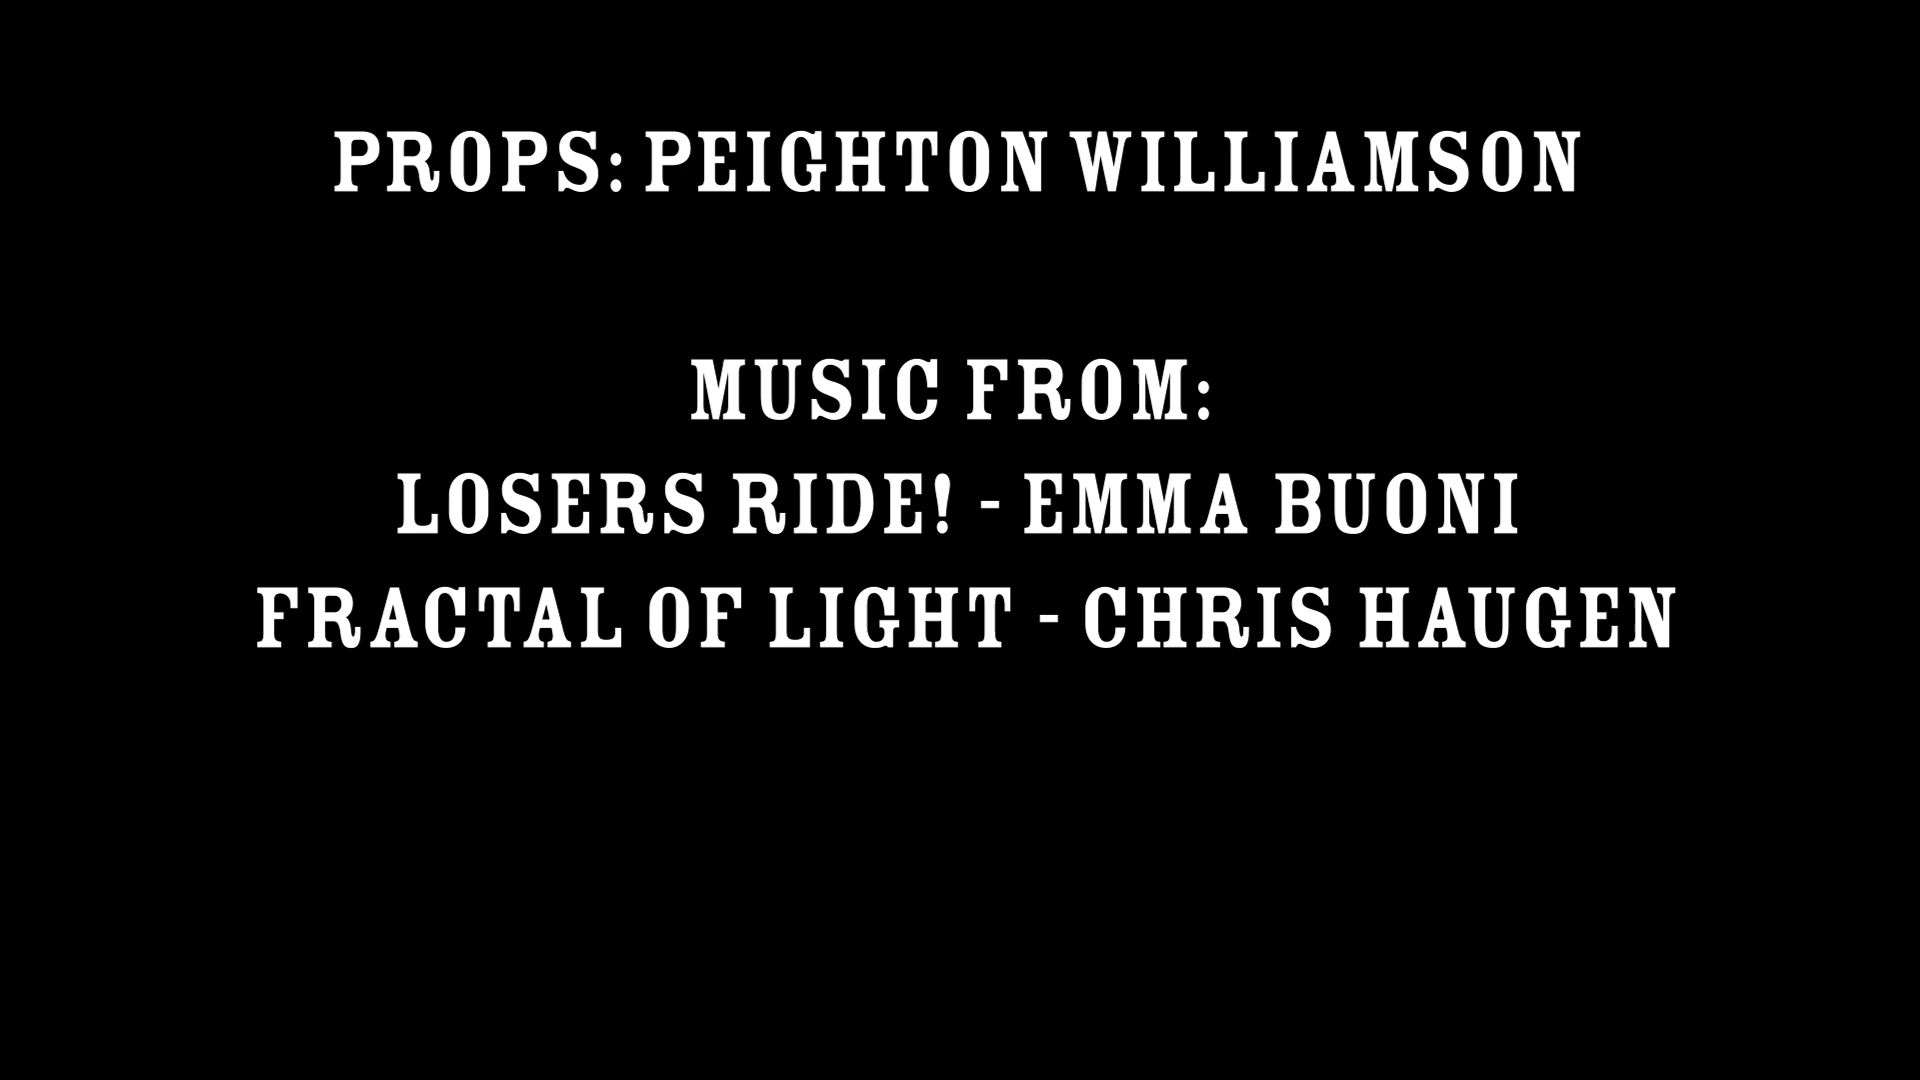 PROPS: PEIGHTON WILLIAMSON
MUSIC FROM:
LOSERS RIDE! - EMMA BUONI
FRACTAL OF LIGHT - CHRIS HAUGEN